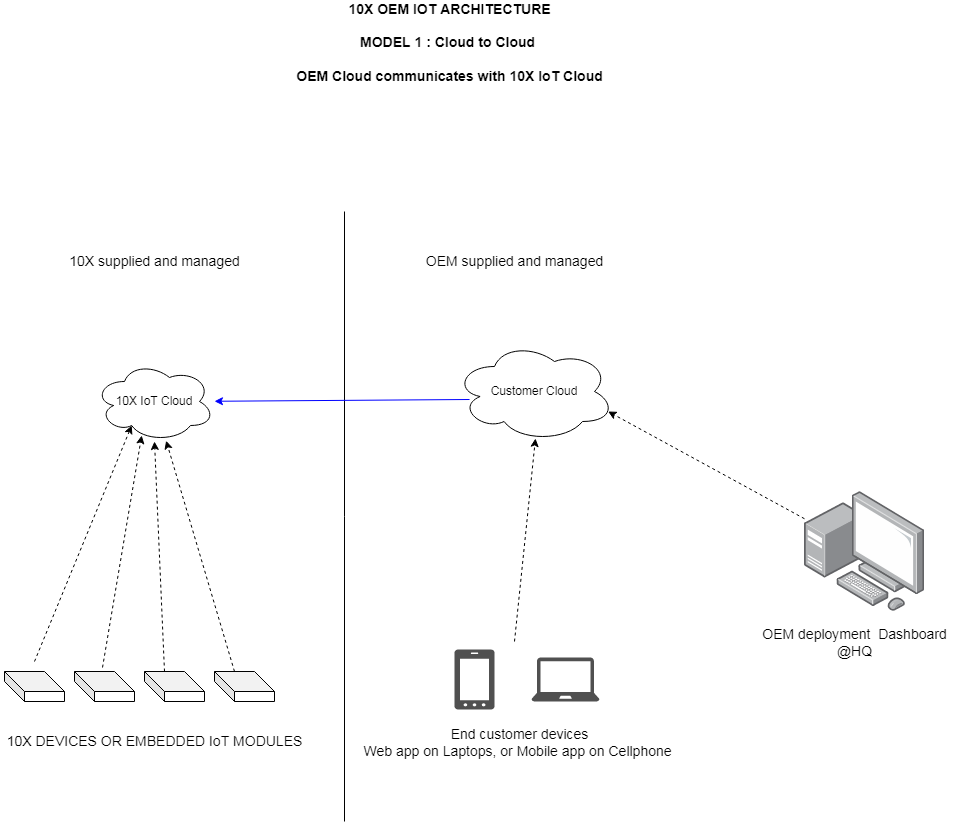 10X OEM IOT ARCHITECTURE
MODEL 1 : Cloud to Cloud
OEM Cloud communicates with 10X IoT Cloud
10X supplied and managed
OEM supplied and managed
10X IoT Cloud
Customer Cloud
OEM deployment  Dashboard
@HQ
10X DEVICES OR EMBEDDED IoT MODULES
End customer devices
Web app on Laptops, or Mobile app on Cellphone